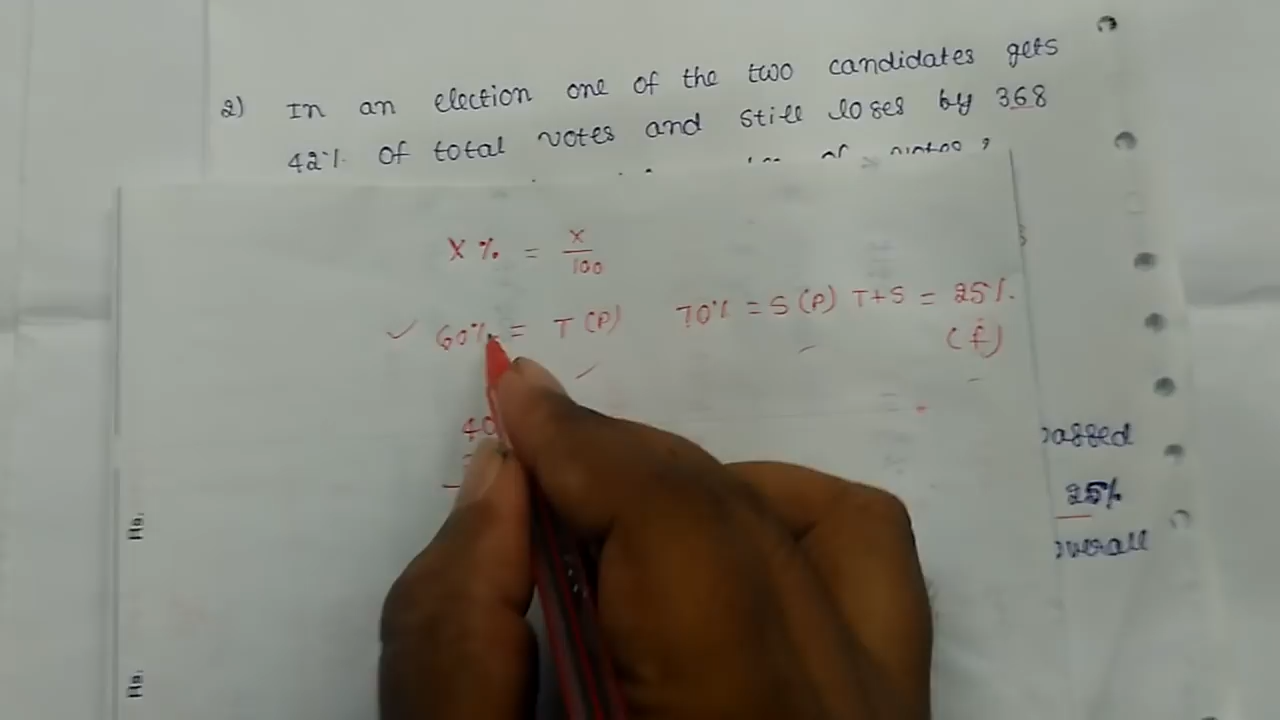 2) In an election one of the two candidates gets
42% of total votes and still loses by 368
X % = x/100
60% = T (P) 70% = S (P) T+S = 25%.
(f)
40
passed
25%
overall